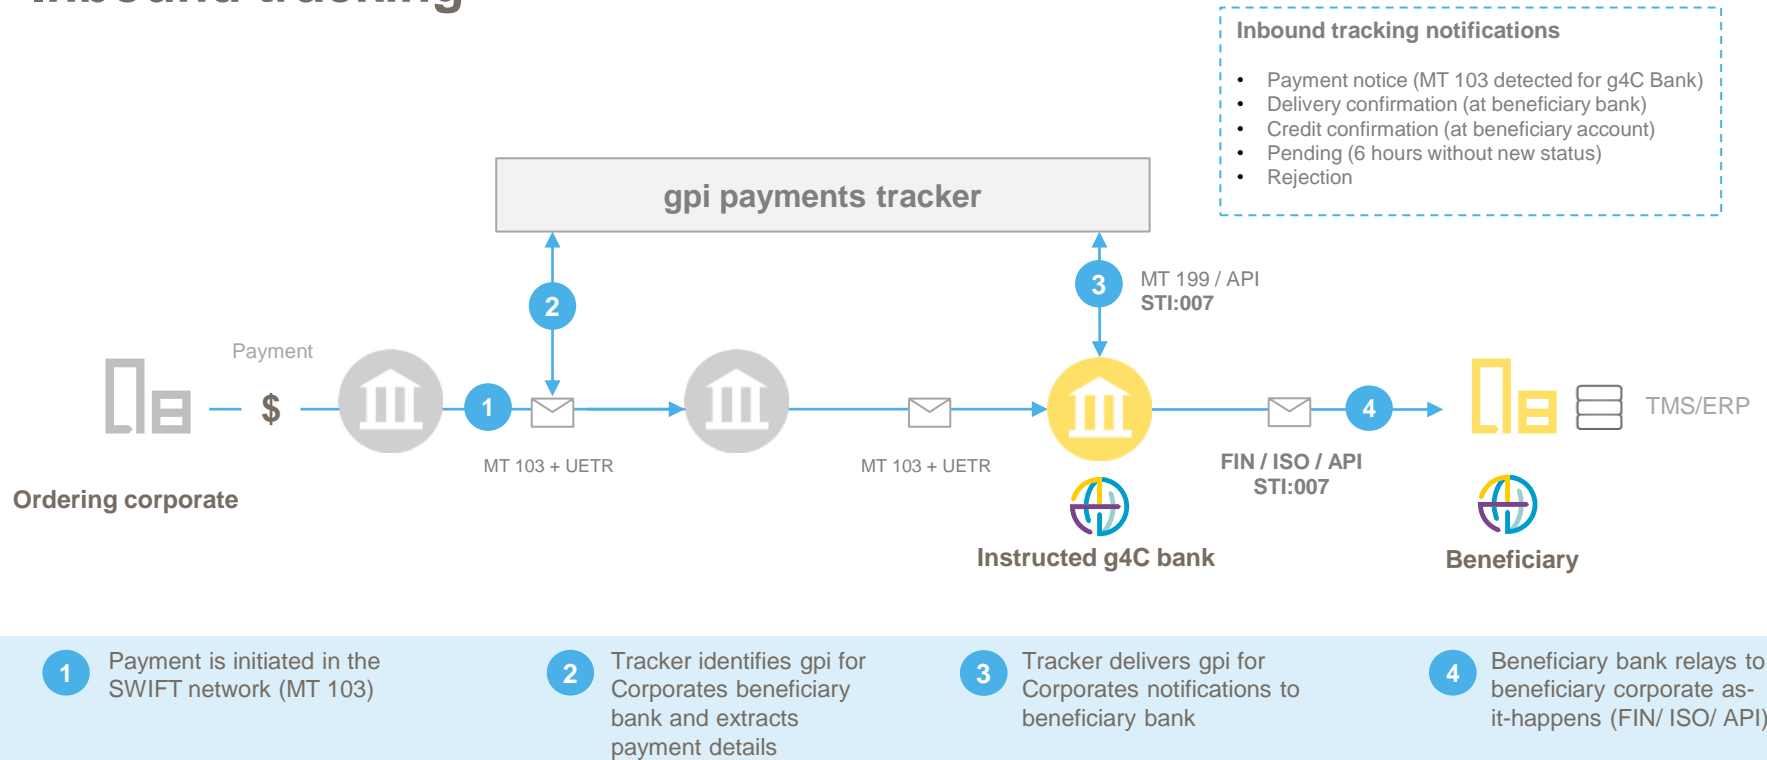 Inbound tracking
Inbound tracking notifications
• Payment notice (MT 103 detected for g4C Bank)
• Delivery confirmation (at beneficiary bank)
• Credit confirmation (at beneficiary account)
• Pending (6 hours without new status)
• Rejection
gpi payments tracker
2
3
MT 199 / API
STI:007
Payment
$
1
4
TMS/ERP
MT 103 + UETR
MT 103 + UETR
FIN / ISO / API
STI:007
Ordering corporate
Instructed g4C bank
Beneficiary
1
Payment is initiated in the
SWIFT network (MT 103)
2
Tracker identifies gpi for
Corporates beneficiary
bank and extracts
payment details
3
Tracker delivers gpi for
Corporates notifications to
beneficiary bank
4
Beneficiary bank relays to
beneficiary corporate as-
it-happens (FIN/ ISO/ API)